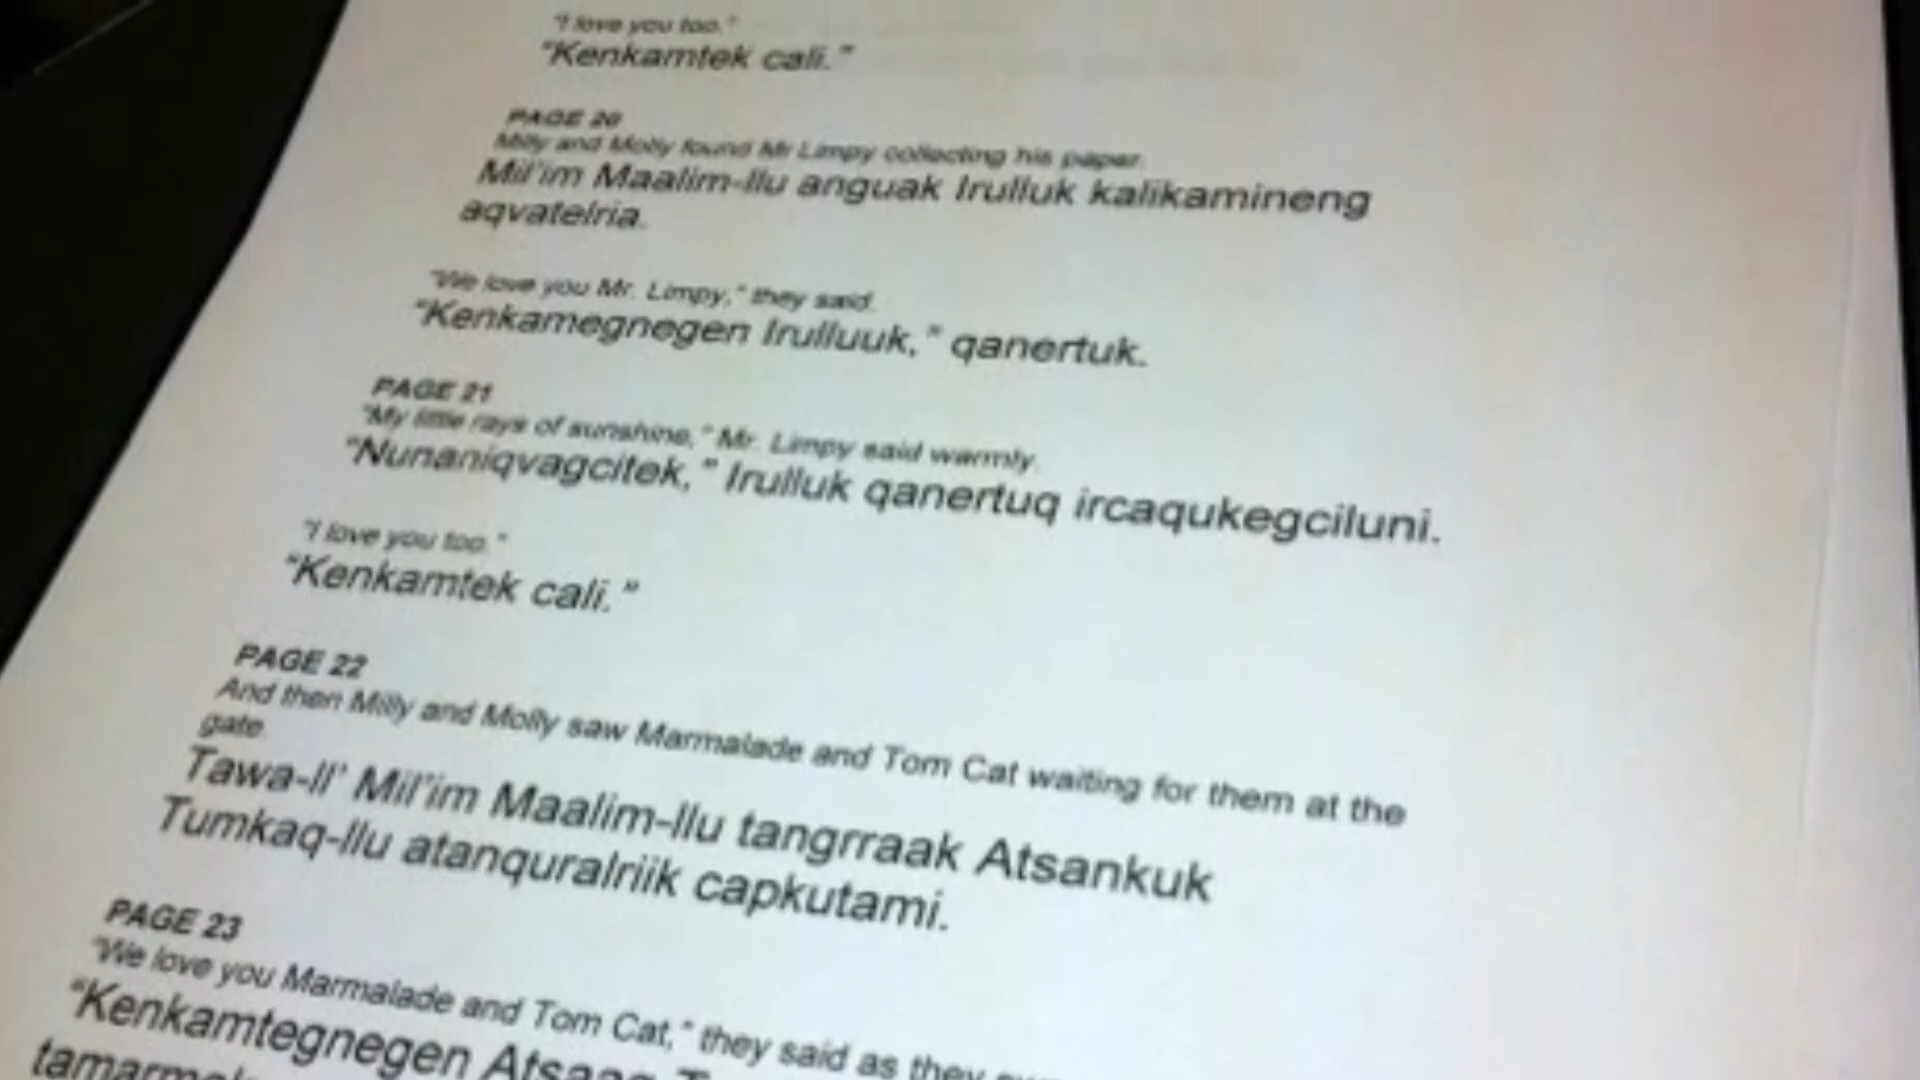 "I love you too."
"Kenkamtek cali."
PAGE 20
Milly and Molly found Mr Limpy collecting his paper.
Mil'im Maalim-llu anguak Irulluk kalikamineng
aqvatelria.
"We love you Mr. Limpy," they said.
"Kenkamegnegen Irulluuk," qanertuk.
PAGE 21
"My little rays of sunshine," Mr. Limpy said warmly.
"Nunaniqvagcitek," Irulluk qanertuq ircaqukegciluni.
"I love you too."
"Kenkamtek cali."
PAGE 22
And then Milly and Molly saw Marmalade and Tom Cat waiting for them at the
gate.
Tawa-ll' Mil'im Maalim-llu tangrraak Atsankuk
Tumkaq-llu atanquralriik capkutami.
PAGE 23
"We love you Marmalade and Tom Cat," they said as they
"Kenkamtegnegen